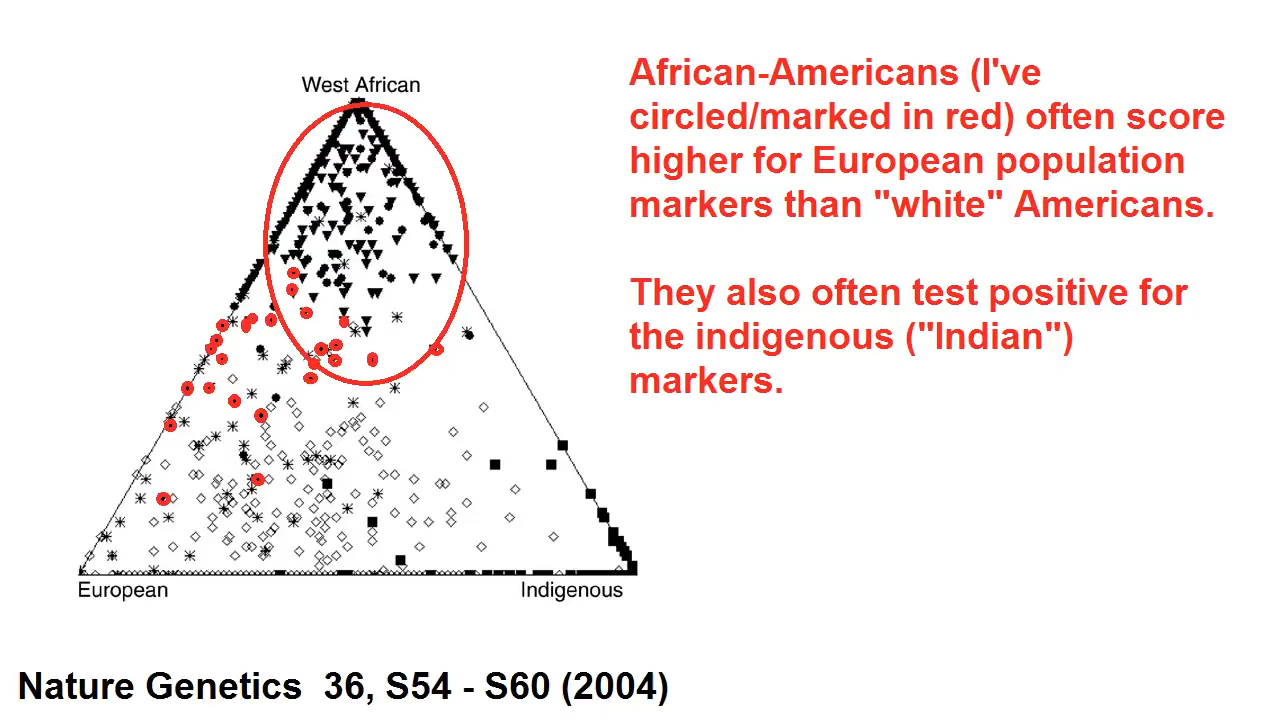 West African
African-Americans (I've
circled/marked in red) often score
higher for European population
markers than "white" Americans.
They also often test positive for
the indigenous ("Indian")
markers.
European
Indigenous
Nature Genetics  36, S54 - S60 (2004)